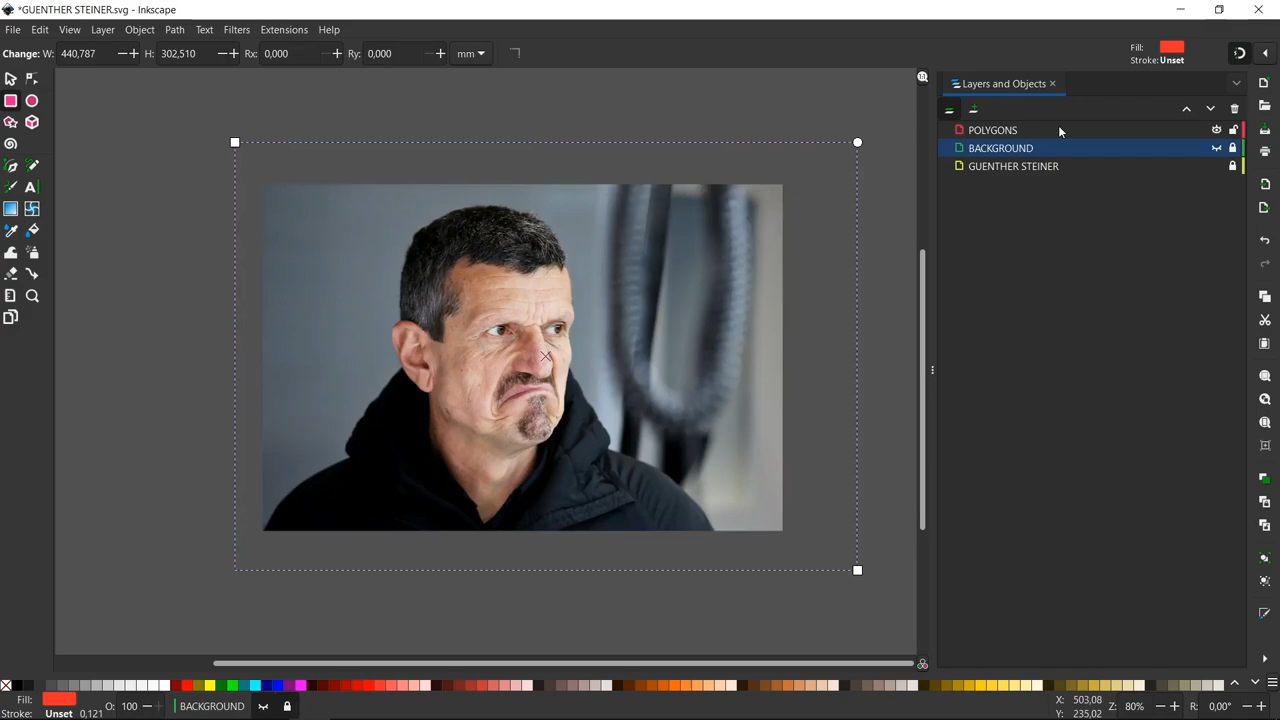 *GUENTHER STEINER.svg - Inkscape
File Edit View Layer Object Path Text Filters Extensions Help
Change: W: 440,787 H: 302,510 Rx: 0,000 Ry: 0,000 mm
Fill:
Stroke: Unset
Layers and Objects
POLYGONS
BACKGROUND
GUENTHER STEINER
Fill:
Stroke: Unset 0,121 O: 100 BACKGROUND X: 503,08 Y: 235,02 Z: 80% R: 0,00°